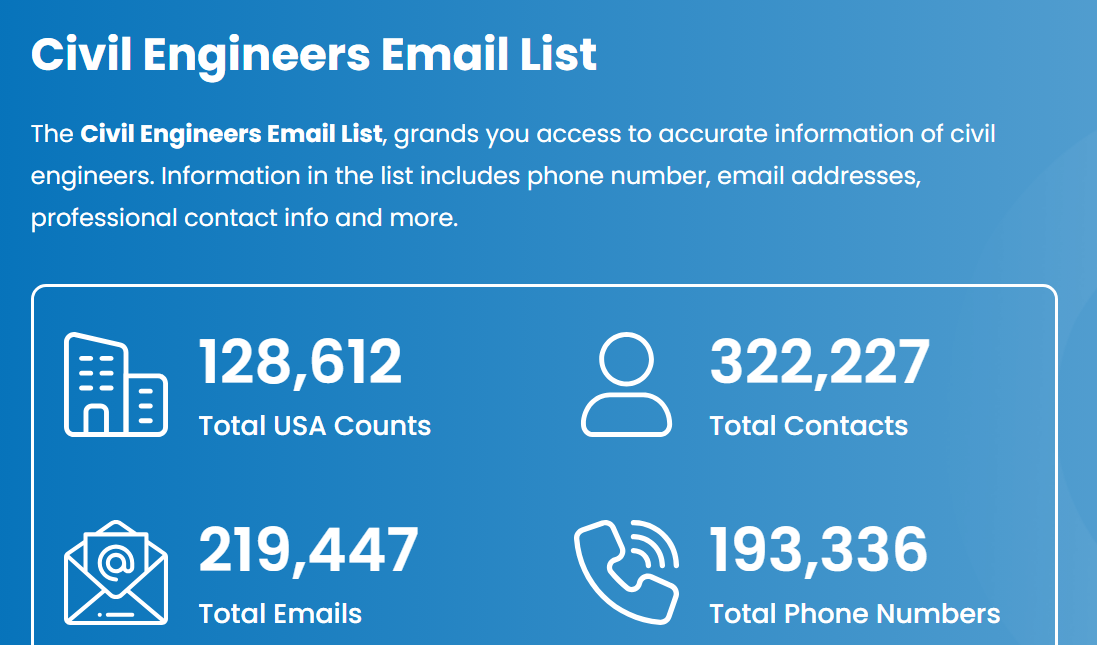 Civil Engineers Email List
The Civil Engineers Email List, grands you access to accurate information of civil
engineers. Information in the list includes phone number, email addresses,
professional contact info and more.
128,612
Total USA Counts
322,227
Total Contacts
219,447
Total Emails
193,336
Total Phone Numbers